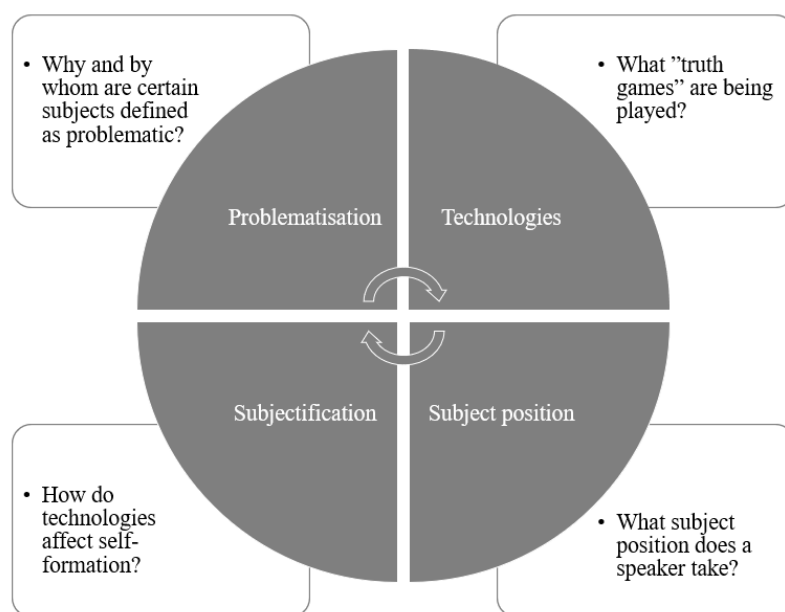 • Why and by
whom are certain
subjects defined
as problematic?
• What ”truth
games” are being
played?
Problematisation
Technologies
Subjectification
Subject position
• How do
technologies
affect self-
formation?
• What subject
position does a
speaker take?